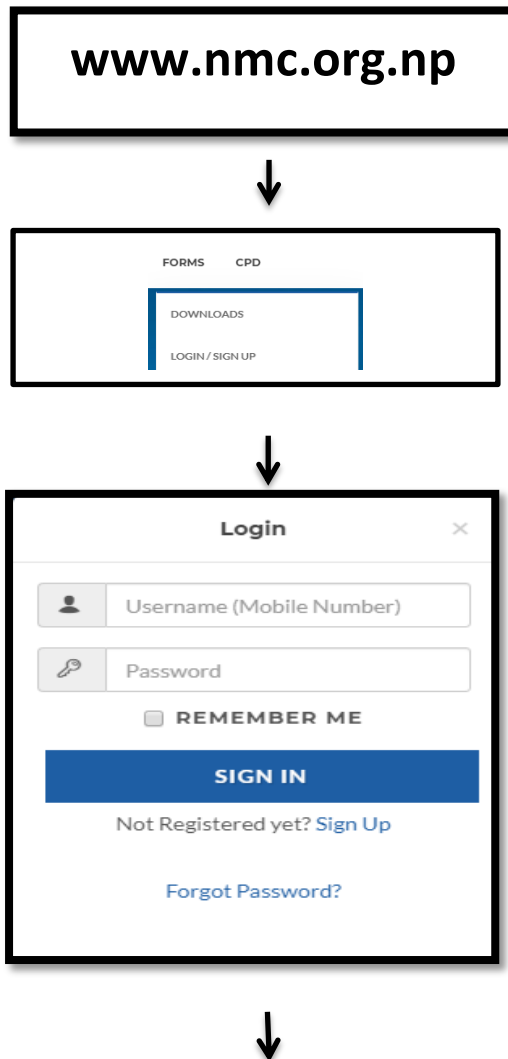 www.nmc.org.np
FORMS CPD
DOWNLOADS
LOGIN / SIGN UP
Login ×
Username (Mobile Number)
Password
REMEMBER ME
SIGN IN
Not Registered yet? Sign Up
Forgot Password?